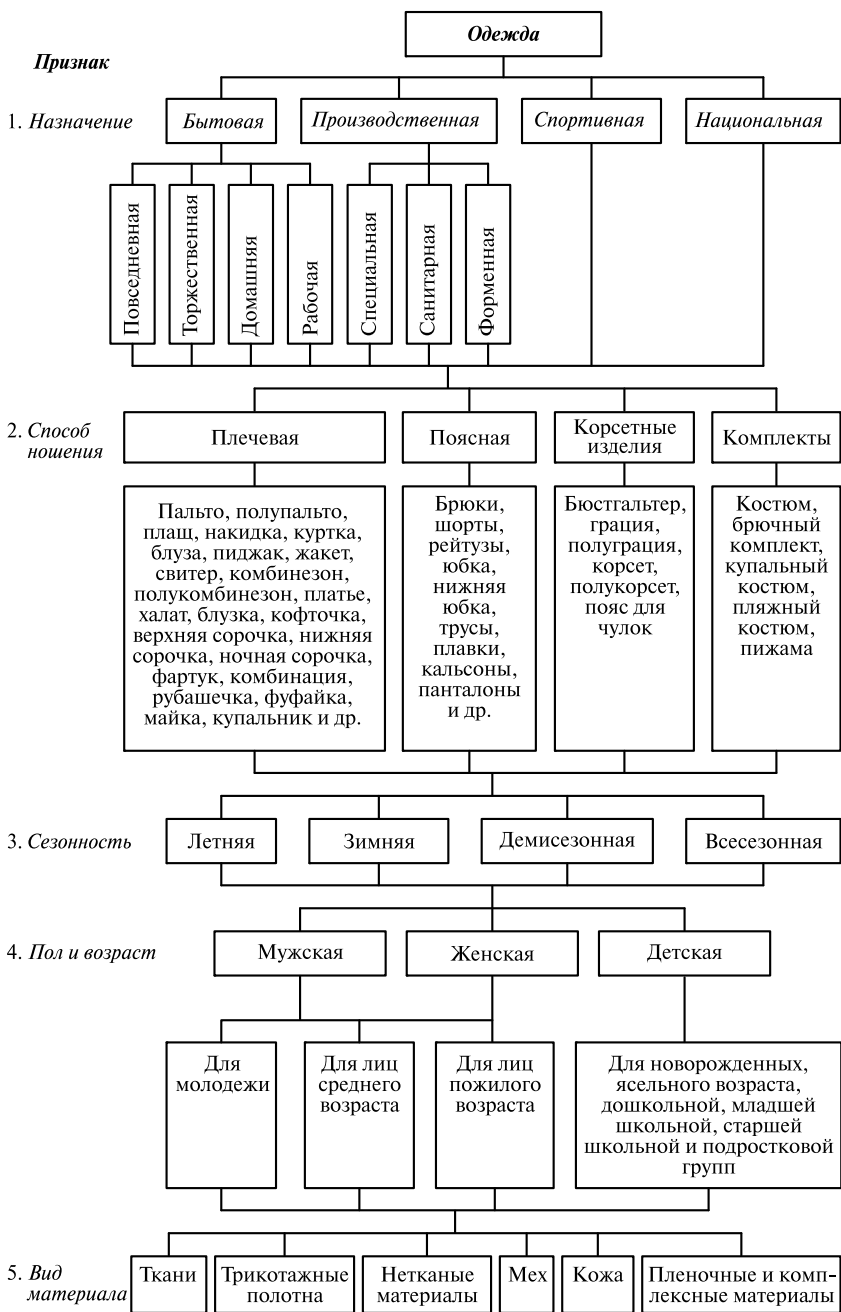 Одежда
Признак
1. Назначение
Бытовая
Производственная
Спортивная
Национальная
Повседневная
Торжественная
Домашняя
Рабочая
Специальная
Санитарная
Форменная
2. Способ
ношения
Плечевая
Поясная
Корсетные
изделия
Комплекты
Пальто, полупальто,
плащ, накидка, куртка,
блуза, пиджак, жакет,
свитер, комбинезон,
полукомбинезон, платье,
халат, блузка, кофточка,
верхняя сорочка, нижняя
сорочка, ночная сорочка,
фартук, комбинация,
рубашечка, фуфайка,
майка, купальник и др.
Брюки,
шорты,
рейтузы,
юбка,
нижняя
юбка,
трусы,
плавки,
кальсоны,
панталоны
и др.
Бюстгальтер,
грация,
полуграция,
корсет,
полукорсет,
пояс для
чулок
Костюм,
брючный
комплект,
купальный
костюм,
пляжный
костюм,
пижама
3. Сезонность
Летняя
Зимняя
Демисезонная
Всесезонная
4. Пол и возраст
Мужская
Женская
Детская
Для
молодежи
Для лиц
среднего
возраста
Для лиц
пожилого
возраста
Для новорожденных,
ясельного возраста,
дошкольной, младшей
школьной, старшей
школьной и подростковой
групп
5. Вид
материала
Ткани
Трикотажные
полотна
Нетканые
материалы
Мех
Кожа
Пленочные и комп-
лексные материалы